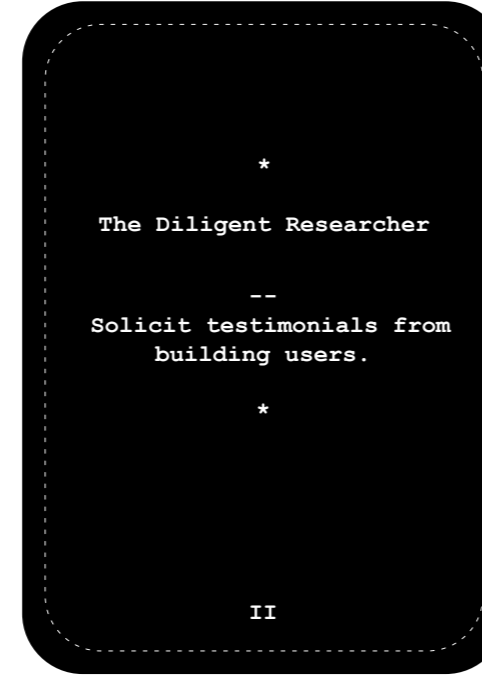 *
The Diligent Researcher
--
Solicit testimonials from
building users.
*
II